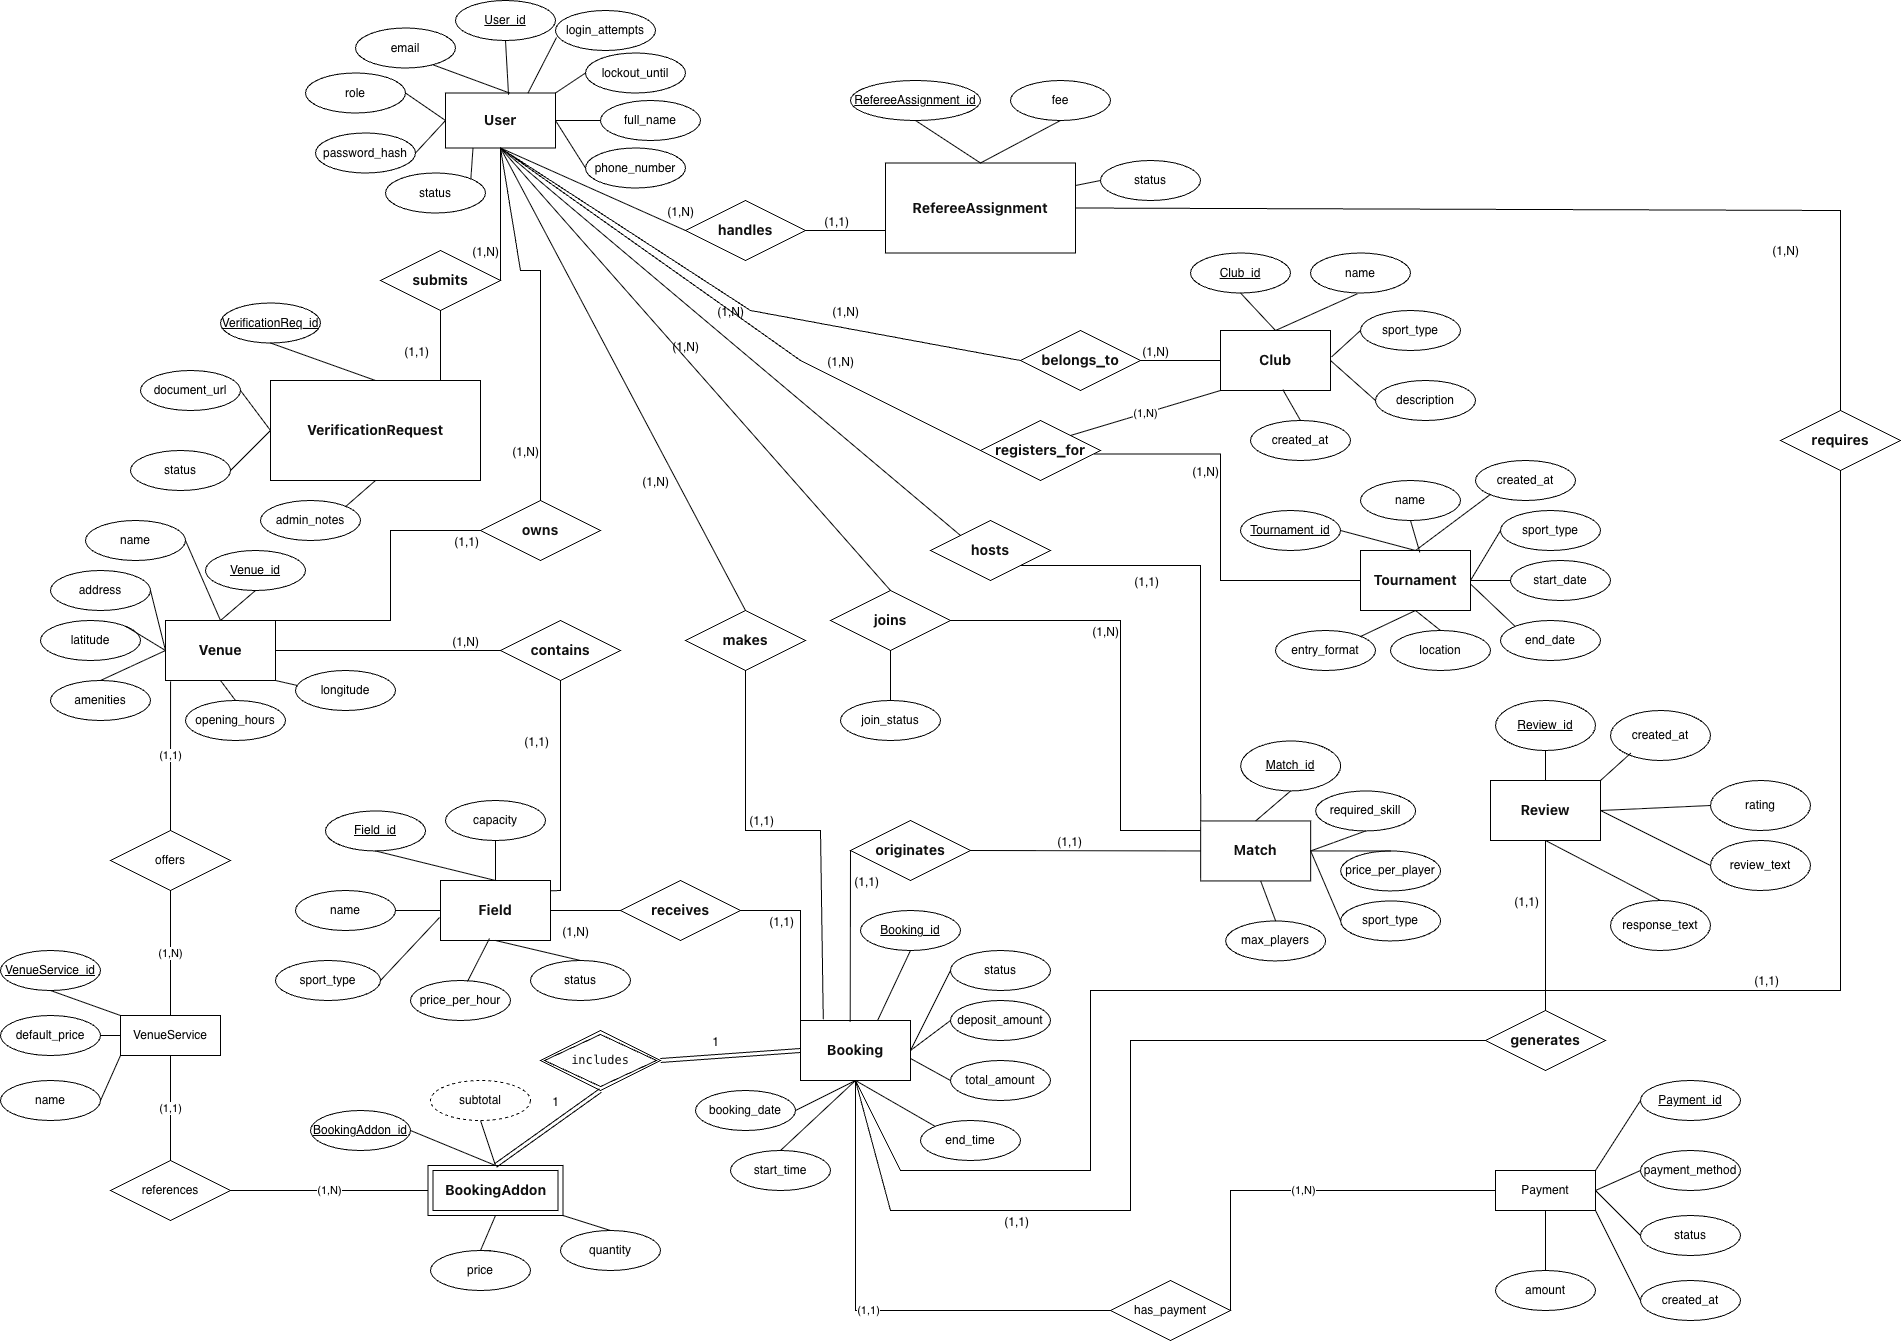 User_id
login_attempts
email
lockout_until
role
User
full_name
password_hash
phone_number
status
RefereeAssignment_id
fee
status
RefereeAssignment
(1,N)
handles
(1,1)
(1,N)
(1,N)
submits
Club_id
name
VerificationReq_id
(1,N)
(1,N)
sport_type
(1,1)
(1,N)
(1,N)
belongs_to
(1,N)
Club
document_url
description
VerificationRequest
(1,N)
created_at
requires
registers_for
(1,N)
status
(1,N)
(1,N)
(1,N)
created_at
name
admin_notes
owns
Tournament_id
sport_type
name
(1,1)
hosts
Venue_id
(1,1)
Tournament
start_date
address
latitude
Venue
(1,N)
contains
makes
joins
(1,N)
end_date
entry_format
location
amenities
longitude
opening_hours
join_status
Review_id
created_at
(1,1)
(1,1)
Match_id
required_skill
rating
Review
Field_id
capacity
(1,1)
originates
(1,1)
Match
offers
price_per_player
review_text
(1,1)
name
Field
receives
(1,N)
(1,1)
Booking_id
sport_type
(1,1)
response_text
max_players
(1,N)
VenueService_id
sport_type
price_per_hour
status
status
(1,1)
default_price
VenueService
deposit_amount
1
Booking
includes
generates
total_amount
name
(1,1)
subtotal
1
booking_date
BookingAddon_id
end_time
Payment_id
start_time
payment_method
references
(1,N)
BookingAddon
(1,N)
Payment
(1,1)
status
price
quantity
amount
created_at
(1,1)
has_payment